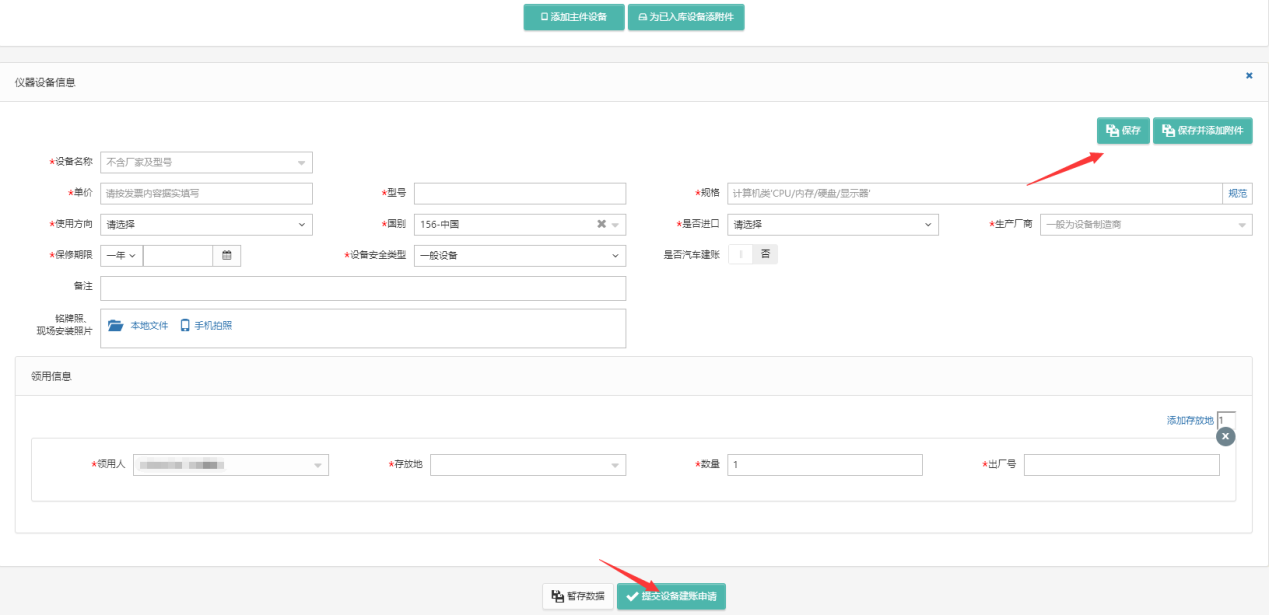 添加主件设备 为已入库设备添附件
仪器设备信息
保存 保存并添加附件
*设备名称 不含厂家及型号
*单价 请按发票内容据实填写 *型号 *规格 计算机类'CPU/内存/硬盘/显示器' 规范
*使用方向 请选择 *国别 156-中国 *是否进口 请选择 *生产厂商 一般为设备制造商
*保修期限 一年 *设备安全类型 一般设备 是否汽车建账 否
备注
铭牌照、
现场安装照片
本地文件 手机拍照
领用信息
添加存放地 1
*领用人 *存放地 *数量 1 *出厂号
暂存数据 提交设备建账申请